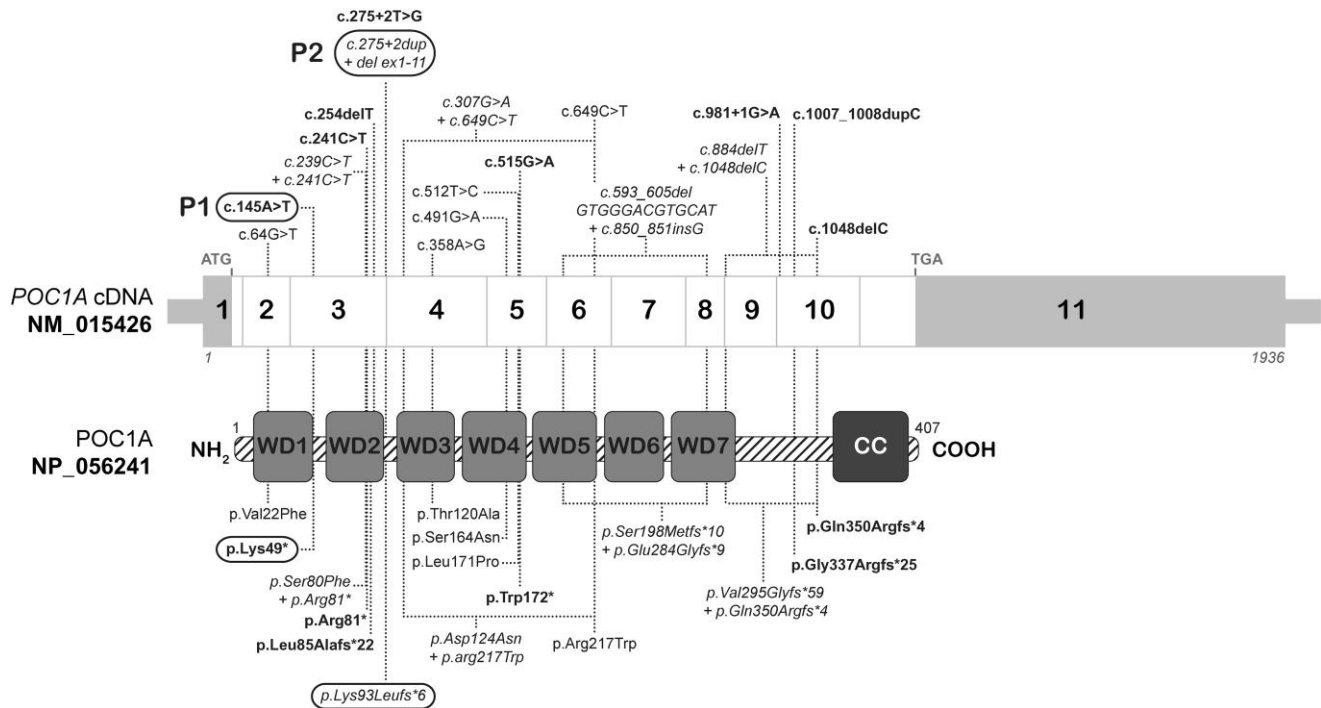 c.275+2T>G
P2
c.275+2dup
+ del ex1-11
c.254delT
c.307G>A
+ c.649C>T
c.649C>T
c.981+1G>A
c.1007_1008dupC
c.241C>T
c.239C>T
+ c.241C>T
c.515G>A
c.884delT
+ c.1048delC
P1
c.145A>T
c.512T>C
c.593_605del
GTGGGACGTGCAT
+ c.850_851insG
c.64G>T
c.491G>A
c.358A>G
c.1048delC
ATG
TGA
POC1A cDNA
NM_015426
1 2 3 4 5 6 7 8 9 10 11
1
1936
POC1A
NP_056241
NH2
1
WD1 WD2 WD3 WD4 WD5 WD6 WD7 CC
407
COOH
p.Val22Phe
p.Thr120Ala
p.Ser164Asn
p.Leu171Pro
p.Ser198Metfs*10
+ p.Glu284Glyfs*9
p.Gln350Argfs*4
p.Lys49*
p.Gly337Argfs*25
p.Ser80Phe
+ p.Arg81*
p.Trp172*
p.Val295Glyfs*59
+ p.Gln350Argfs*4
p.Arg81*
p.Leu85Alafs*22
p.Asp124Asn
+ p.arg217Trp
p.Arg217Trp
p.Lys93Leufs*6